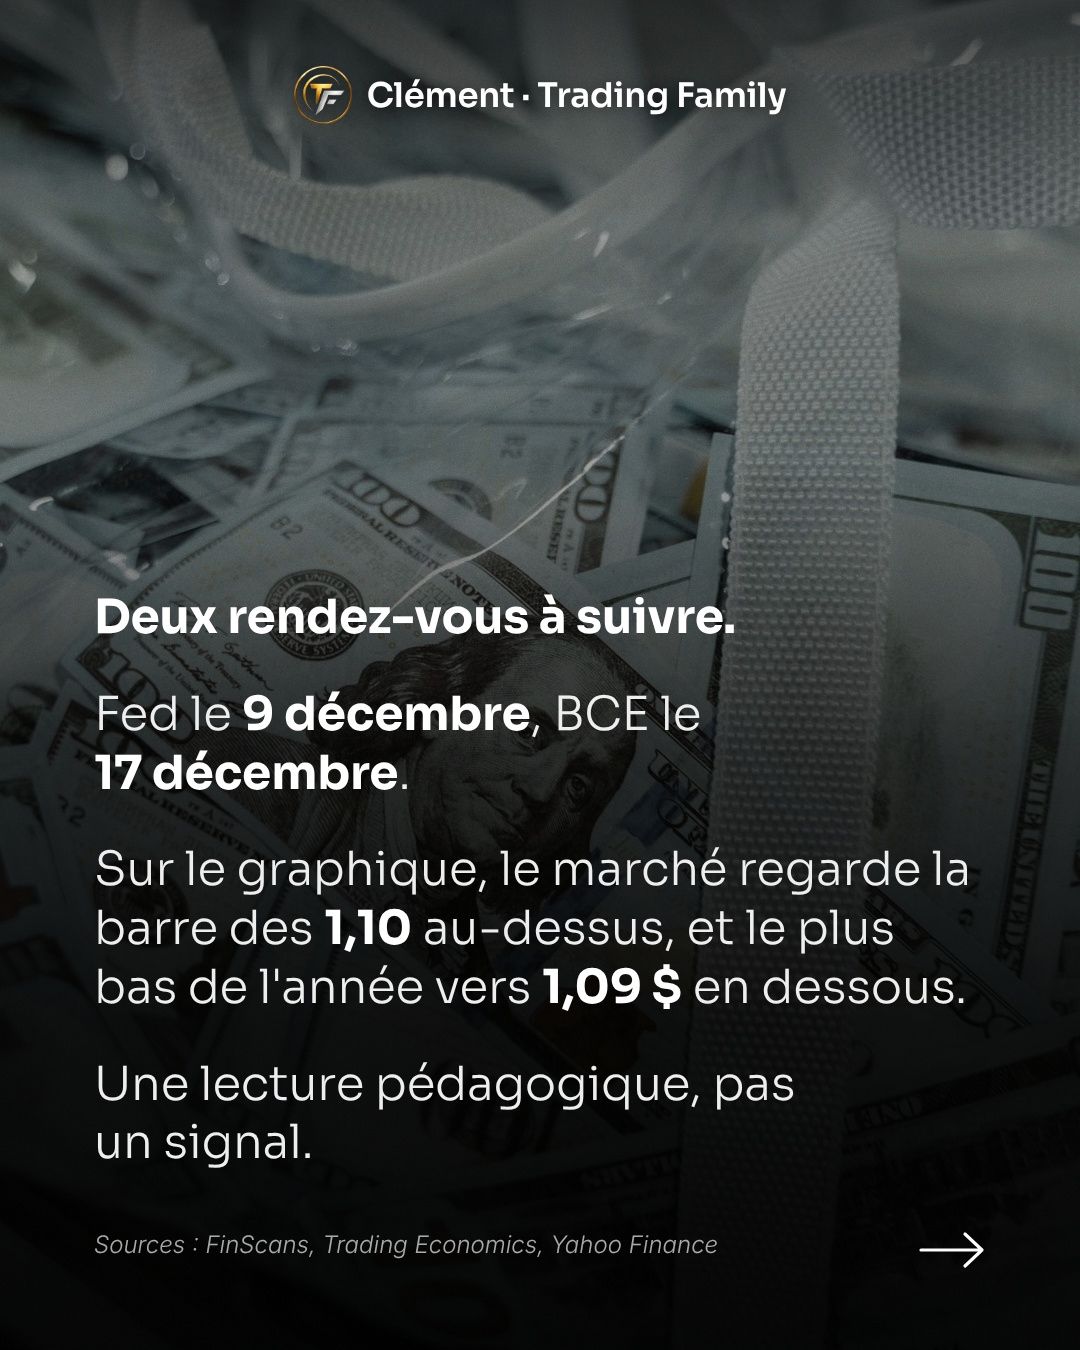 TF Clément · Trading Family
Deux rendez-vous à suivre.
Fed le 9 décembre, BCE le
17 décembre.
Sur le graphique, le marché regarde la
barre des 1,10 au-dessus, et le plus
bas de l'année vers 1,09 $ en dessous.
Une lecture pédagogique, pas
un signal.
Sources : FinScans, Trading Economics, Yahoo Finance